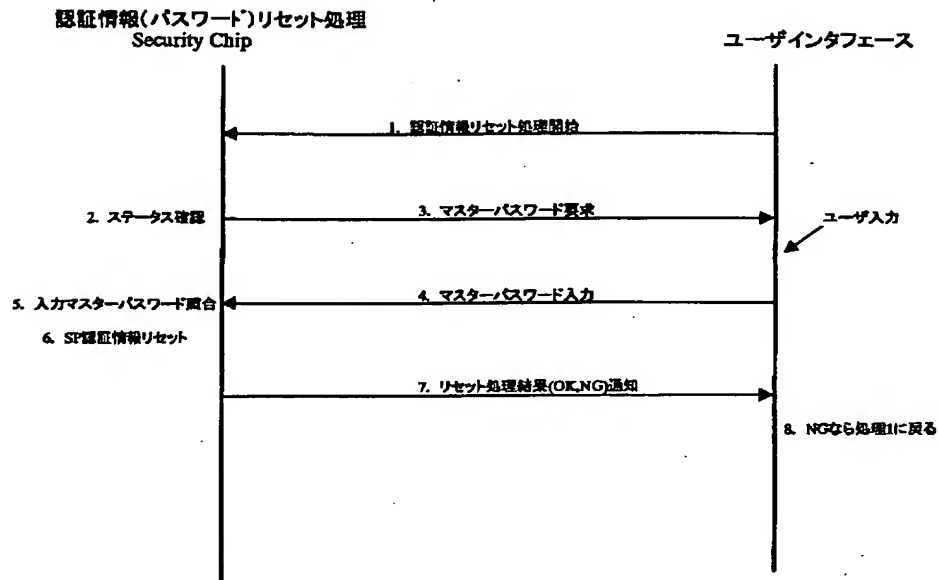 認証情報(パスワード)リセット処理
Security Chip
ユーザインタフェース
1. 認証情報リセット処理開始
2. ステータス確認
3. マスターパスワード要求
ユーザ入力
4. マスターパスワード入力
5. 入力マスターパスワード照合
6. SP認証情報リセット
7. リセット処理結果(OK,NG)通知
8. NGなら処理1に戻る